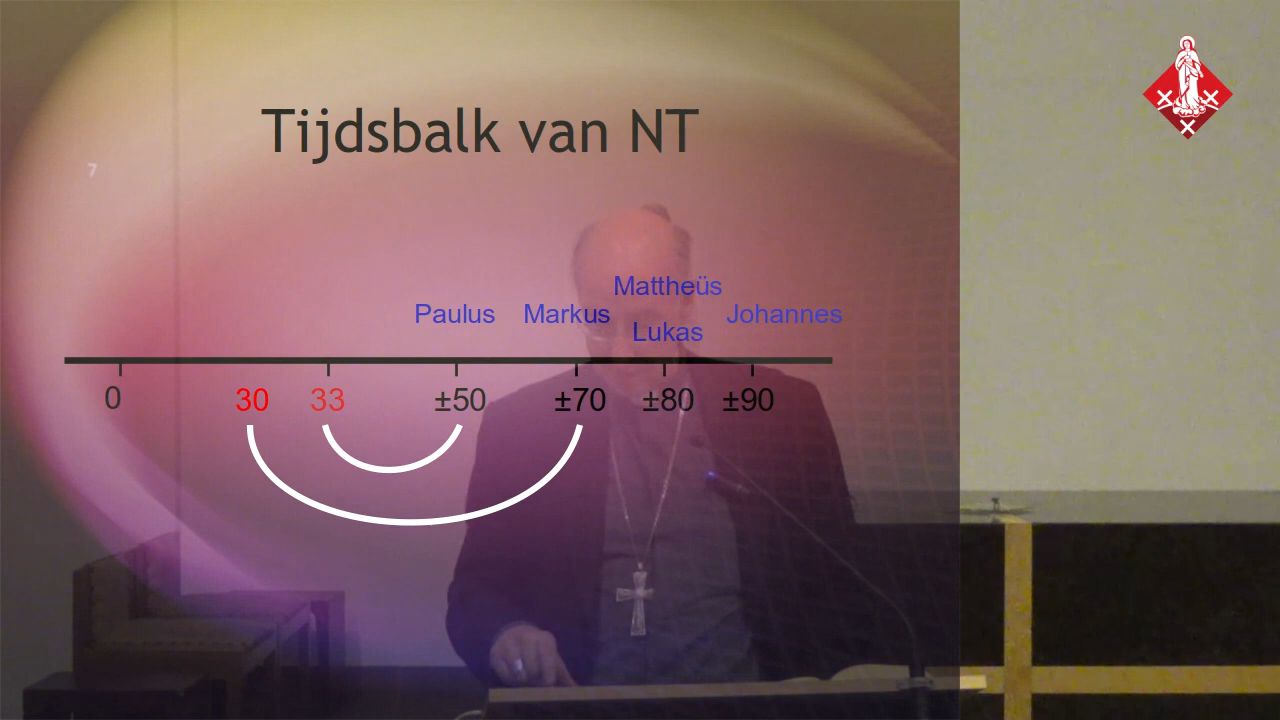 Tijdsbalk van NT
7
Mattheüs
Paulus Markus Johannes
Lukas
0 30 33 ±50 ±70 ±80 ±90